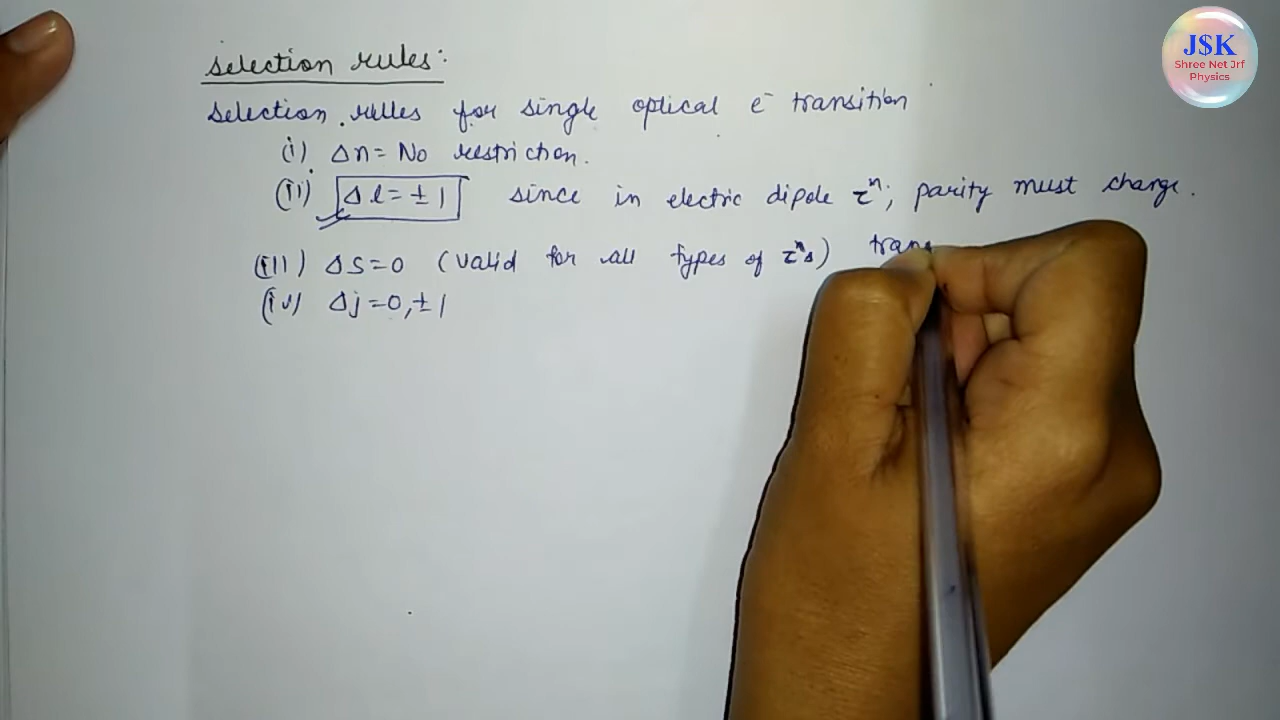 selection rules:
selection rules for single optical e⁻ transition
(i) Δn = No restriction.
(ii) Δl = ± 1 since in electric dipole τⁿ; parity must change.
(iii) Δs = 0 (valid for all types of τⁿs) trans
(iv) Δj = 0, ± 1
J$K
Shree Net Jrf
Physics